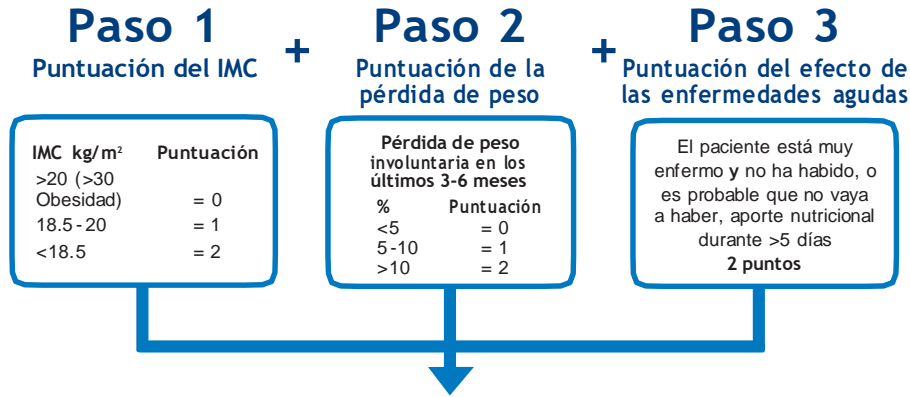 Paso 1
Puntuación del IMC
+
Paso 2
Puntuación de la
pérdida de peso
+
Paso 3
Puntuación del efecto de
las enfermedades agudas
IMC kg/m² Puntuación
>20 (>30
Obesidad) = 0
18.5-20 = 1
<18.5 = 2
Pérdida de peso
involuntaria en los
últimos 3-6 meses
% Puntuación
<5 = 0
5-10 = 1
>10 = 2
El paciente está muy
enfermo y no ha habido, o
es probable que no vaya
a haber, aporte nutricional
durante >5 días
2 puntos